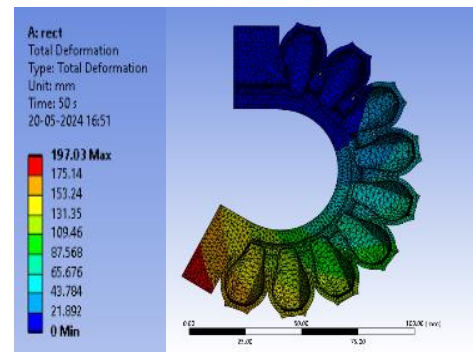 A: rect
Total Deformation
Type: Total Deformation
Unit: mm
Time: 50 s
20-05-2024 16:51
197.03 Max
175.14
153.24
131.35
109.46
87.568
65.676
43.784
21.892
0 Min
0.00 50.00 100.00 (mm)
25.00 75.00